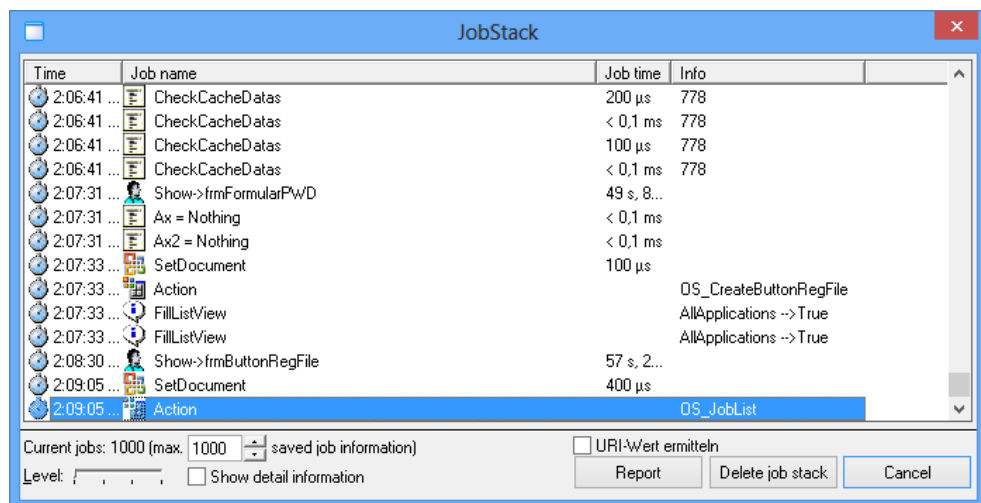 JobStack
Time Job name Job time Info
2:06:41 ... CheckCacheDatas 200 µs 778
2:06:41 ... CheckCacheDatas < 0,1 ms 778
2:06:41 ... CheckCacheDatas 100 µs 778
2:06:41 ... CheckCacheDatas < 0,1 ms 778
2:07:31 ... Show->frmFormularPWD 49 s, 8...
2:07:31 ... Ax = Nothing < 0,1 ms
2:07:31 ... Ax2 = Nothing < 0,1 ms
2:07:33 ... SetDocument 100 µs
2:07:33 ... Action OS_CreateButtonRegFile
2:07:33 ... FillListView AllApplications -->True
2:07:33 ... FillListView AllApplications -->True
2:08:30 ... Show->frmButtonRegFile 57 s, 2...
2:09:05 ... SetDocument 400 µs
2:09:05 ... Action OS_JobList
Current jobs: 1000 (max. 1000 saved job information) URI-Wert ermitteln
Level: Show detail information Report Delete job stack Cancel